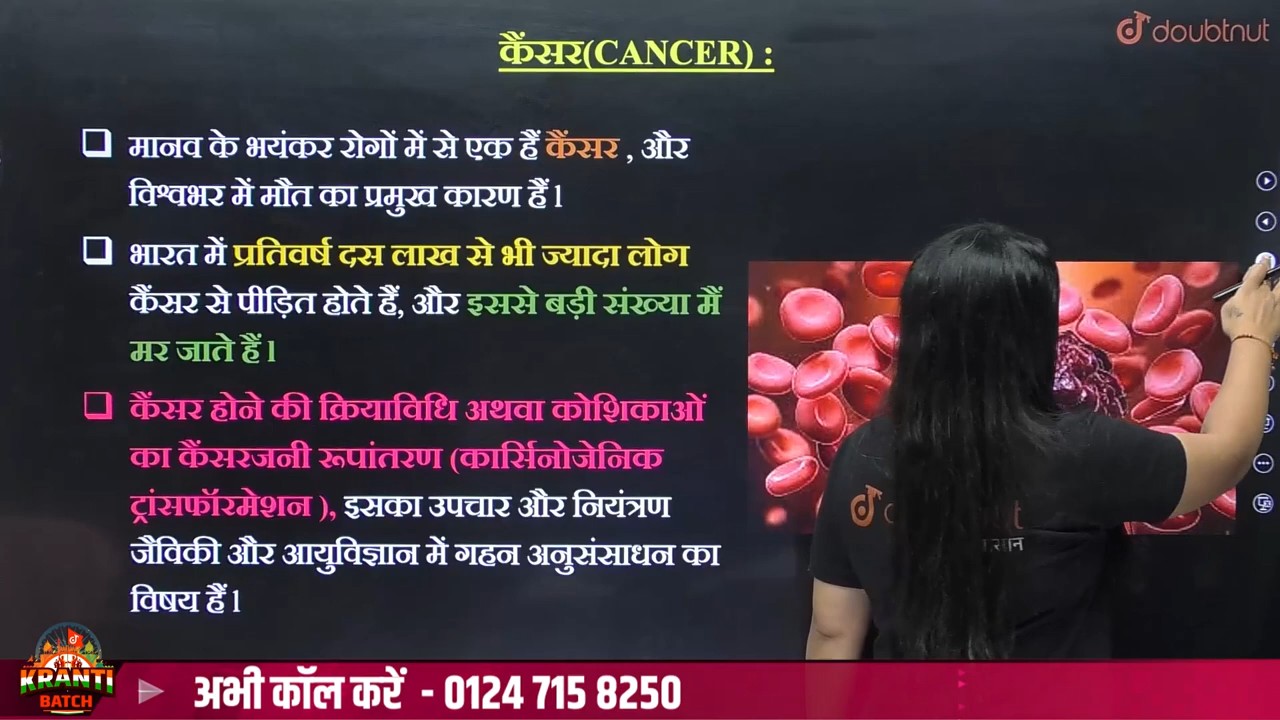 doubtnut
कैंसर(CANCER) :
मानव के भयंकर रोगों में से एक हैं कैंसर , और
विश्वभर में मौत का प्रमुख कारण हैं l
भारत में प्रतिवर्ष दस लाख से भी ज्यादा लोग
कैंसर से पीड़ित होते हैं, और इससे बड़ी संख्या मैं
मर जाते हैं l
कैंसर होने की क्रियाविधि अथवा कोशिकाओं
का कैंसरजनी रूपांतरण (कार्सिनोजेनिक
ट्रांसफॉरमेशन ), इसका उपचार और नियंत्रण
जैविकी और आयुविज्ञान में गहन अनुसंसाधन का
विषय हैं l
KRANTI
BATCH
अभी कॉल करें - 0124 715 8250